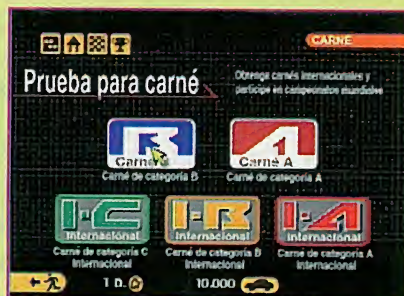 CARNÉ
Prueba para carné
Obtenga carnés internacionales y
participe en campeonatos mundiales
B
A
Carné B
Carné A
Carné de categoría B
Carné de categoría A
I-C
I-B
I-A
Internacional
Internacional
Internacional
Carné de categoría C
Internacional
Carné de categoría B
Internacional
Carné de categoría A
Internacional
1 D.
10.000